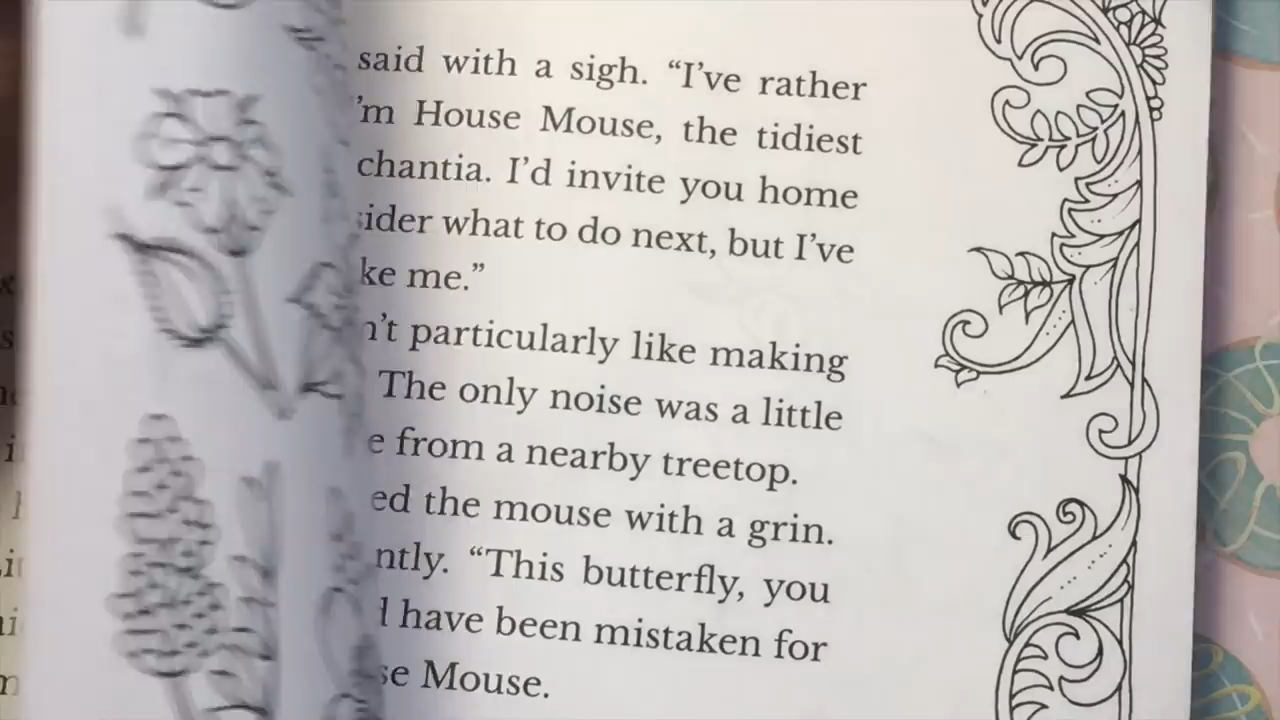 said with a sigh. “I’ve rather
’m House Mouse, the tidiest
chantia. I’d invite you home
ider what to do next, but I’ve
ke me.”
’t particularly like making
The only noise was a little
e from a nearby treetop.
ed the mouse with a grin.
ntly. “This butterfly, you
have been mistaken for
se Mouse.